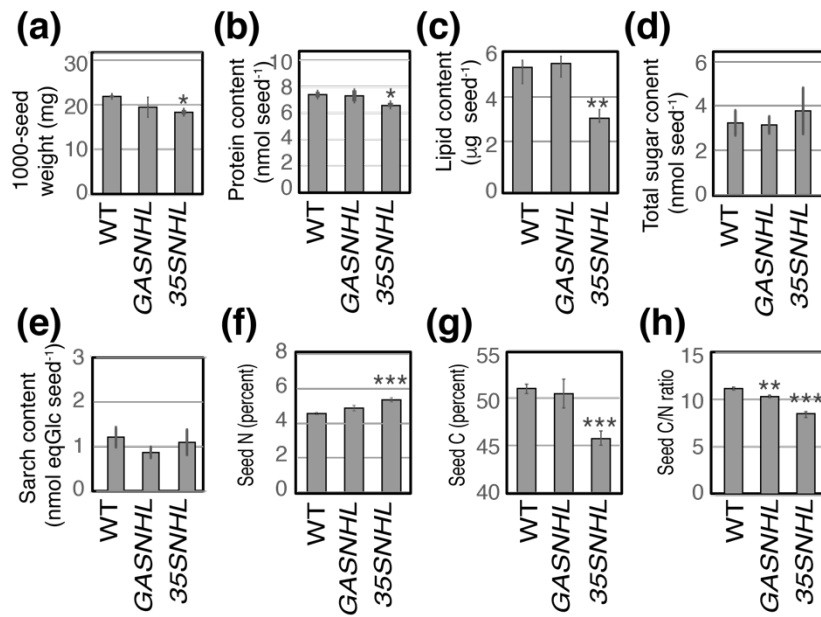 (a)
1000-seed
weight (mg)
30
20
10
0
*
WT
GASNHL
35SNHL
(b)
Protein content
(nmol seed-1)
10
8
6
4
2
0
*
WT
GASNHL
35SNHL
(c)
Lipid content
(µg seed-1)
6
4
2
0
**
WT
GASNHL
35SNHL
(d)
Total sugar conent
(nmol seed-1)
6
4
2
0
WT
GASNHL
35SNHL
(e)
Sarch content
(nmol eqGlc seed-1)
3
2
1
0
WT
GASNHL
35SNHL
(f)
Seed N (percent)
8
6
4
2
0
***
WT
GASNHL
35SNHL
(g)
Seed C (percent)
55
50
45
40
***
WT
GASNHL
35SNHL
(h)
Seed C/N ratio
15
10
5
0
**
***
WT
GASNHL
35SNHL